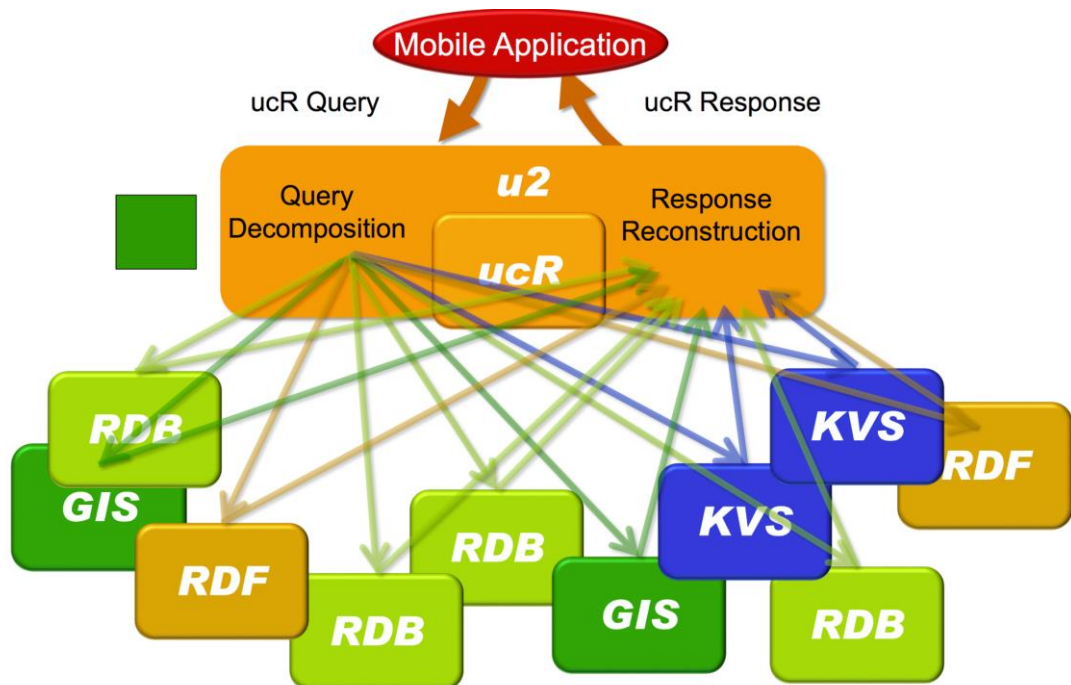 Mobile Application
ucR Query
ucR Response
u2
Query
Decomposition
Response
Reconstruction
ucR
RDB
GIS
RDF
RDB
RDB
GIS
KVS
KVS
RDF
RDB